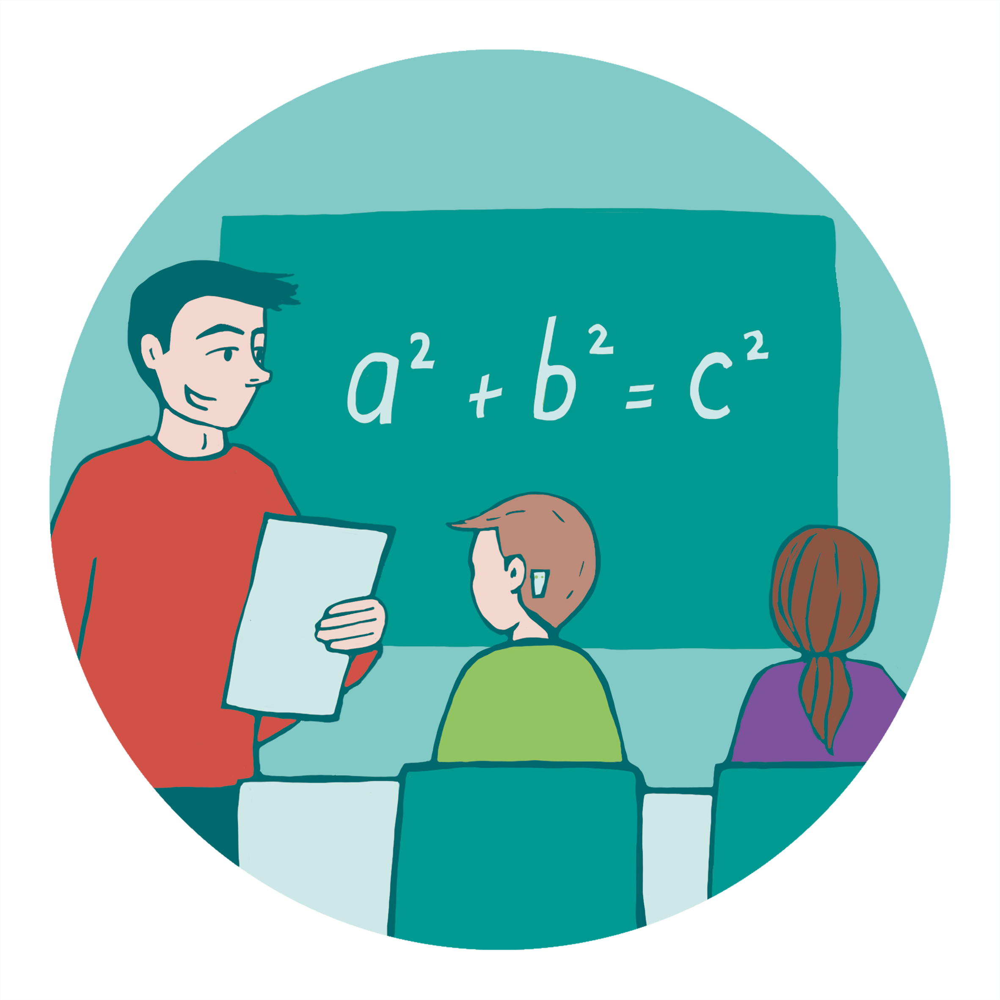 a² + b² = c²